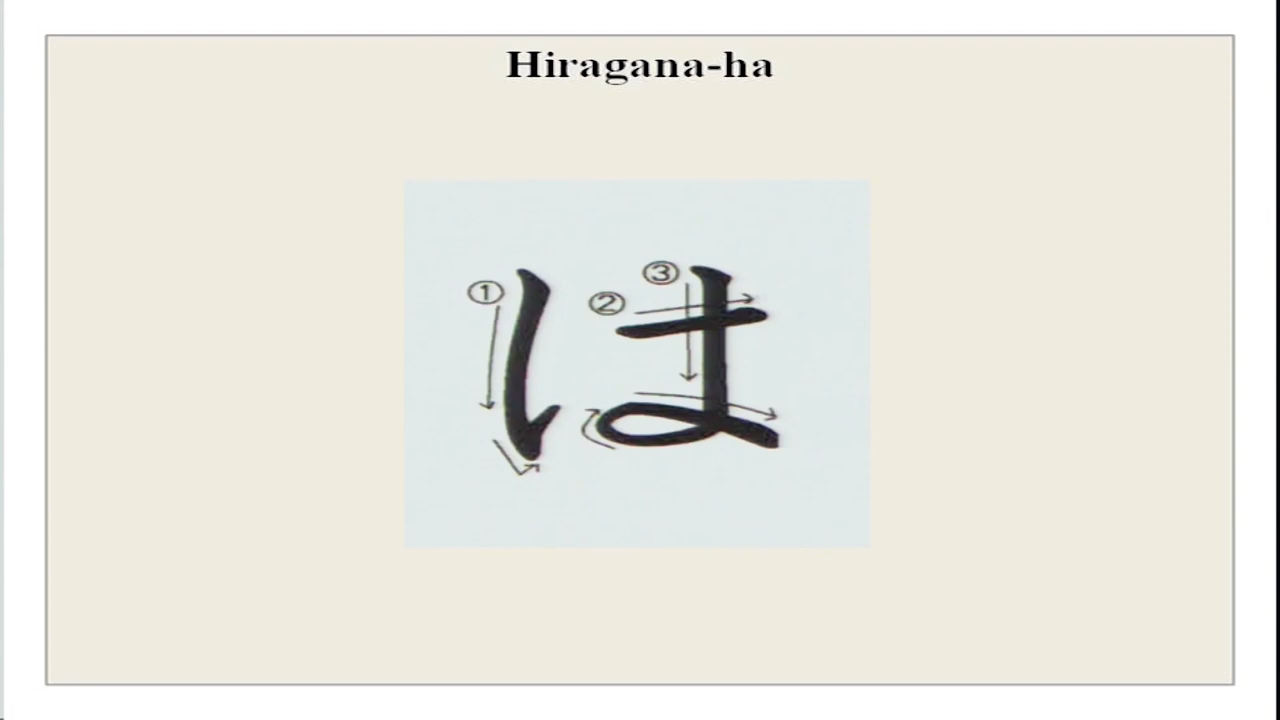 Hiragana-ha
① ② ③
は